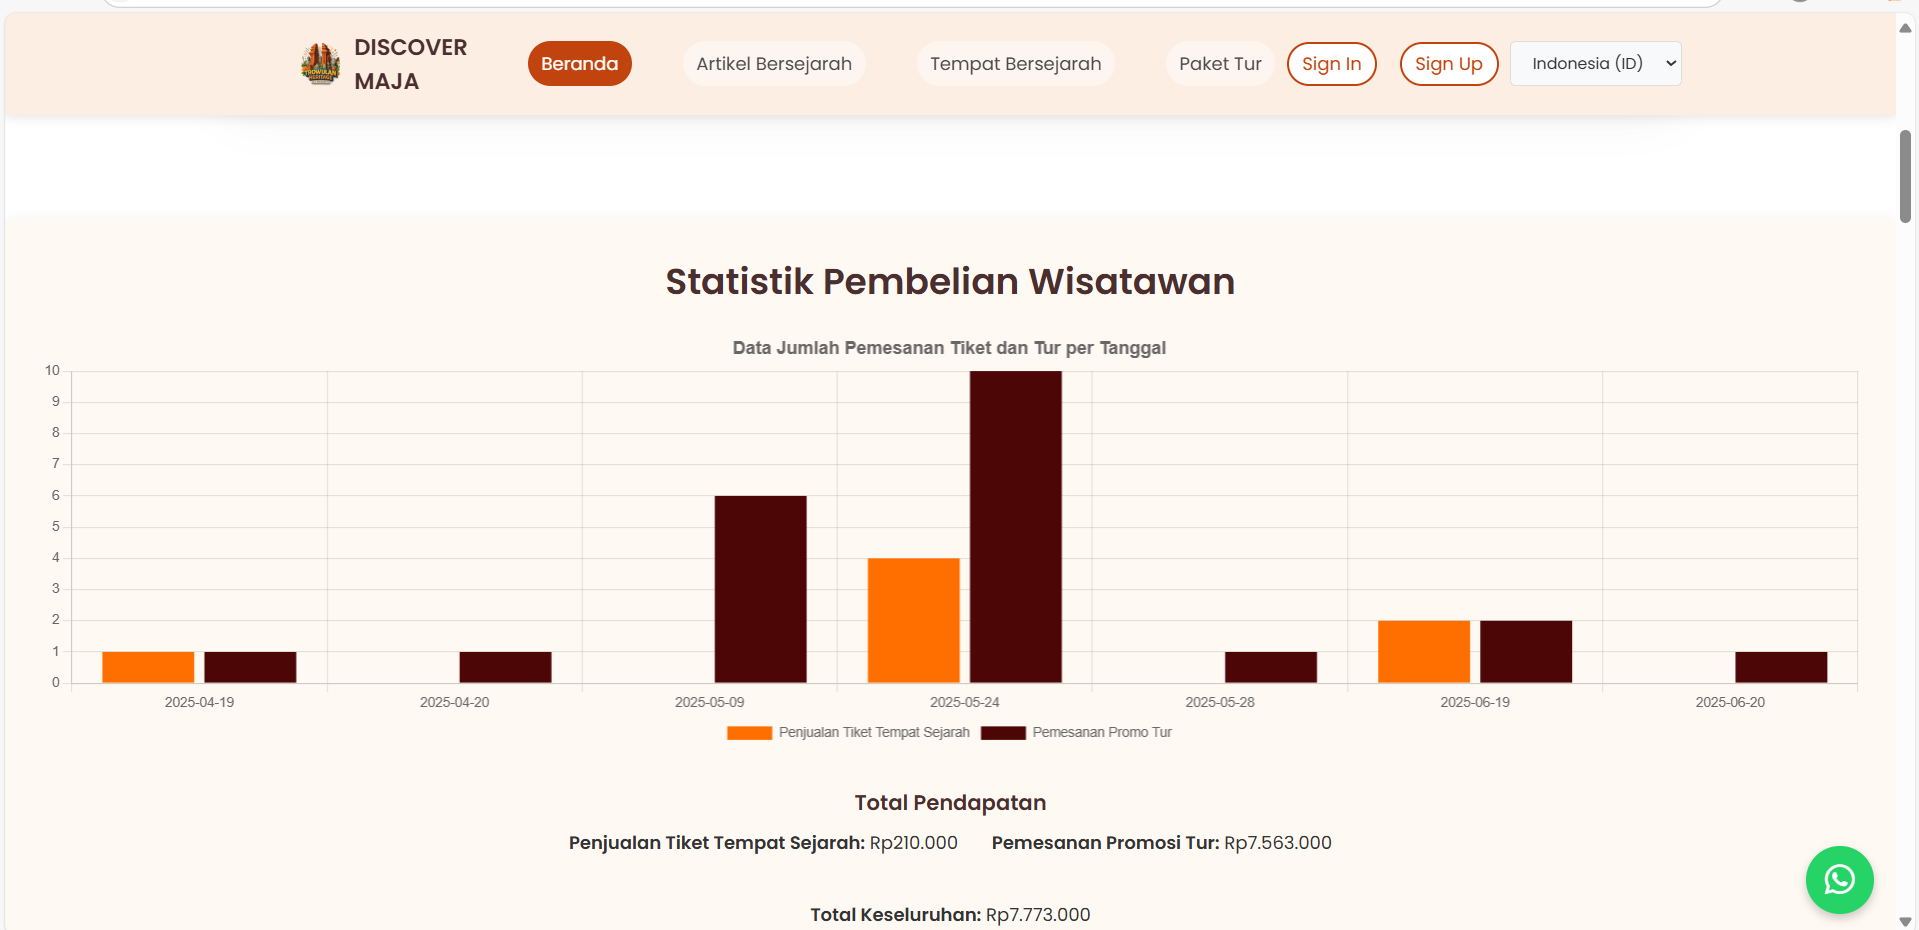 DISCOVER
MAJA
Beranda
Artikel Bersejarah
Tempat Bersejarah
Paket Tur
Sign In
Sign Up
Indonesia (ID)
Statistik Pembelian Wisatawan
Data Jumlah Pemesanan Tiket dan Tur per Tanggal
10
9
8
7
6
5
4
3
2
1
0
2025-04-19
2025-04-20
2025-05-09
2025-05-24
2025-05-28
2025-06-19
2025-06-20
Penjualan Tiket Tempat Sejarah
Pemesanan Promo Tur
Total Pendapatan
Penjualan Tiket Tempat Sejarah: Rp210.000
Pemesanan Promosi Tur: Rp7.563.000
Total Keseluruhan: Rp7.773.000